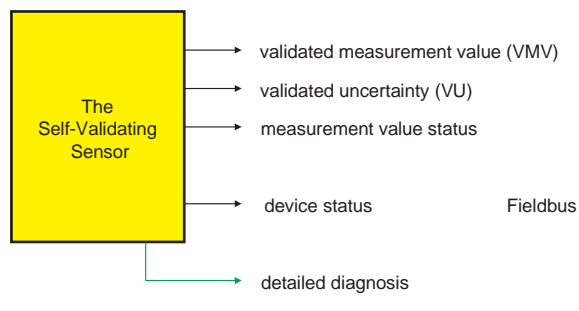 The
Self-Validating
Sensor
validated measurement value (VMV)
validated uncertainty (VU)
measurement value status
device status
Fieldbus
detailed diagnosis